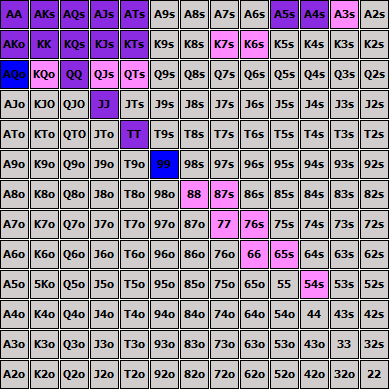 AA AKs AQs AJs ATs A9s A8s A7s A6s A5s A4s A3s A2s
AKo KK KQs KJs KTs K9s K8s K7s K6s K5s K4s K3s K2s
AQo KQo QQ QJs QTs Q9s Q8s Q7s Q6s Q5s Q4s Q3s Q2s
AJo KJO QJO JJ JTs J9s J8s J7s J6s J5s J4s J3s J2s
ATo KTo QTO JTo TT T9s T8s T7s T6s T5s T4s T3s T2s
A9o K9o Q9o J9o T9o 99 98s 97s 96s 95s 94s 93s 92s
A8o K8o Q8o J8o T8o 98o 88 87s 86s 85s 84s 83s 82s
A7o K7o Q7o J7o T7o 97o 87o 77 76s 75s 74s 73s 72s
A6o K6o Q6o J6o T6o 96o 86o 76o 66 65s 64s 63s 62s
A5o 5Ko Q5o J5o T5o 95o 85o 75o 65o 55 54s 53s 52s
A4o K4o Q4o J4o T4o 94o 84o 74o 64o 54o 44 43s 42s
A3o K3o Q3o J3o T3o 93o 83o 73o 63o 53o 43o 33 32s
A2o K2o Q2o J2o T2o 92o 82o 72o 62o 52o 42o 32o 22